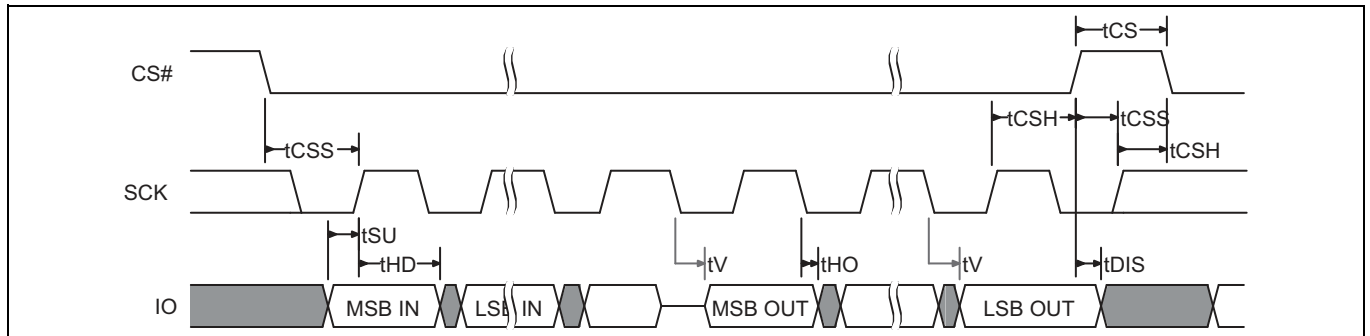 tCS
CS#
tCSH tCSS
tCSS tCSH
SCK
tSU
tHD tV tHO tV tDIS
IO MSB IN LSB IN MSB OUT LSB OUT